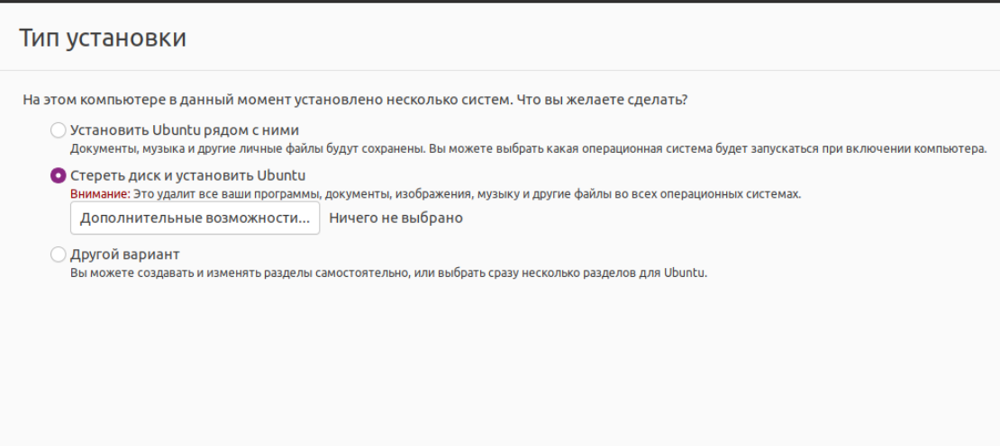 Тип установки
На этом компьютере в данный момент установлено несколько систем. Что вы желаете сделать?
Установить Ubuntu рядом с ними
Документы, музыка и другие личные файлы будут сохранены. Вы можете выбрать какая операционная система будет запускаться при включении компьютера.
Стереть диск и установить Ubuntu
Внимание: Это удалит все ваши программы, документы, изображения, музыку и другие файлы во всех операционных системах.
Дополнительные возможности... Ничего не выбрано
Другой вариант
Вы можете создавать и изменять разделы самостоятельно, или выбрать сразу несколько разделов для Ubuntu.